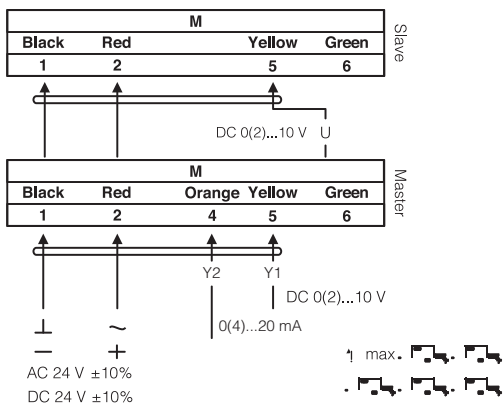 M
Black Red Yellow Green
1 2 5 6
Slave
DC 0(2)...10 V U
M
Black Red Orange Yellow Green
1 2 4 5 6
Master
Y2 Y1
DC 0(2)...10 V
0(4)...20 mA
⊥ ~
− +
AC 24 V ±10%
DC 24 V ±10%
max.